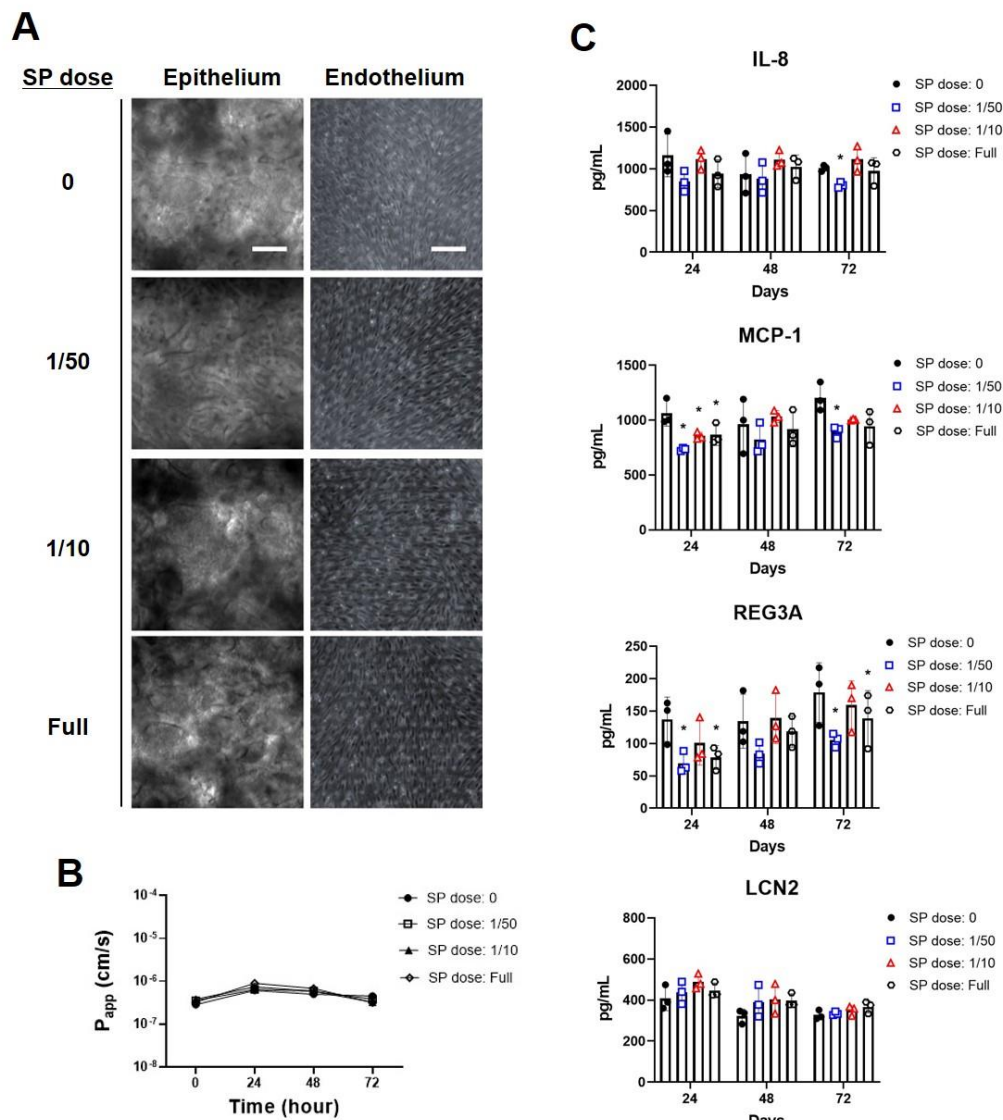 A
SP dose Epithelium Endothelium
0
1/50
1/10
Full
B
10-4
10-5
10-6
10-7
10-8
Papp (cm/s)
0 24 48 72
Time (hour)
SP dose: 0
SP dose: 1/50
SP dose: 1/10
SP dose: Full
C
IL-8
2000
1500
1000
500
0
pg/mL
24 48 72
Days
SP dose: 0
SP dose: 1/50
SP dose: 1/10
SP dose: Full
*
MCP-1
1500
1000
500
0
pg/mL
24 48 72
Days
SP dose: 0
SP dose: 1/50
SP dose: 1/10
SP dose: Full
* * * *
REG3A
250
200
150
100
50
0
pg/mL
24 48 72
Days
SP dose: 0
SP dose: 1/50
SP dose: 1/10
SP dose: Full
* * * *
LCN2
800
600
400
200
0
pg/mL
24 48 72
Days
SP dose: 0
SP dose: 1/50
SP dose: 1/10
SP dose: Full